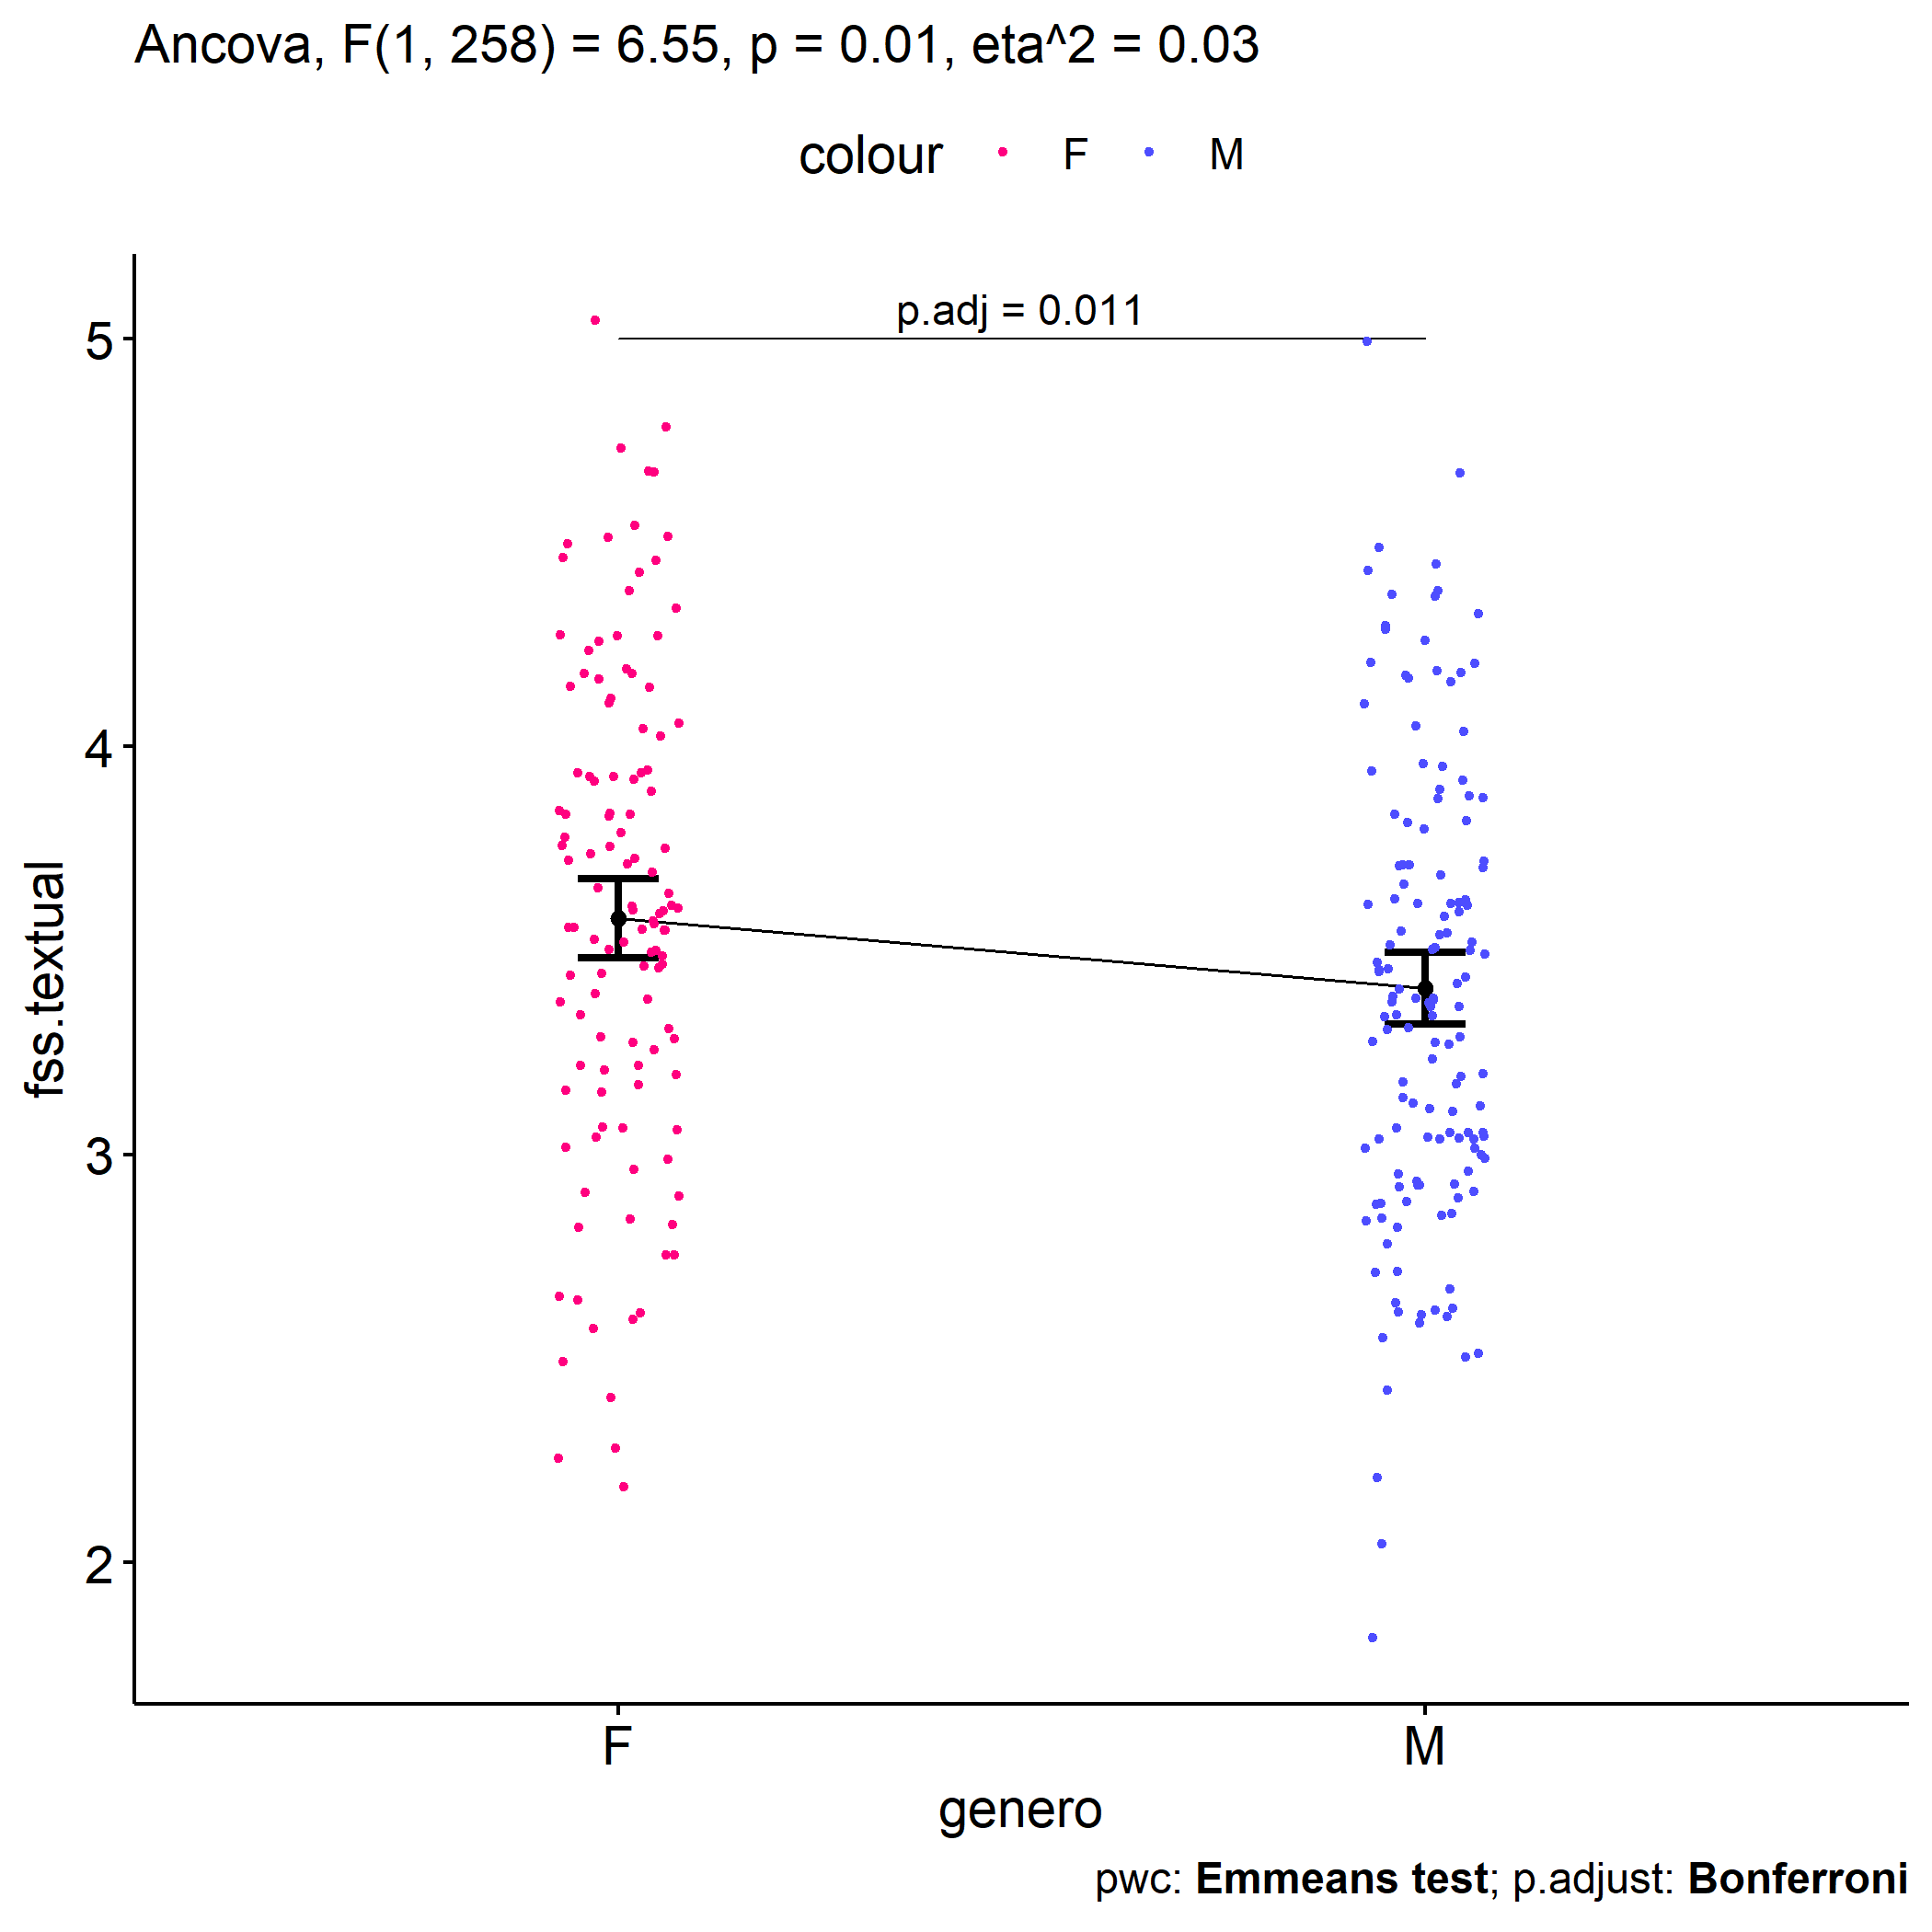 Ancova, F(1, 258) = 6.55, p = 0.01, eta^2 = 0.03
colour F M
p.adj = 0.011
5
4
3
2
fss.textual
F M
genero
pwc: Emmeans test; p.adjust: Bonferroni